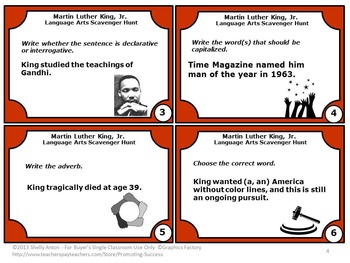 Martin Luther King, Jr.
Language Arts Scavenger Hunt
Write whether the sentence is declarative
or interrogative.
King studied the teachings of
Gandhi.
3
Martin Luther King, Jr.
Language Arts Scavenger Hunt
Write the word(s) that should be
capitalized.
Time Magazine named him
man of the year in 1963.
4
Martin Luther King, Jr.
Language Arts Scavenger Hunt
Write the adverb.
King tragically died at age 39.
5
Martin Luther King, Jr.
Language Arts Scavenger Hunt
Choose the correct word.
King wanted (a, an) America
without color lines, and this is still
an ongoing pursuit.
6
©2013 Shelly Anton - For Buyer's Single Classroom Use Only ©Graphics Factory
http://www.teacherspayteachers.com/Store/Promoting-Success
4